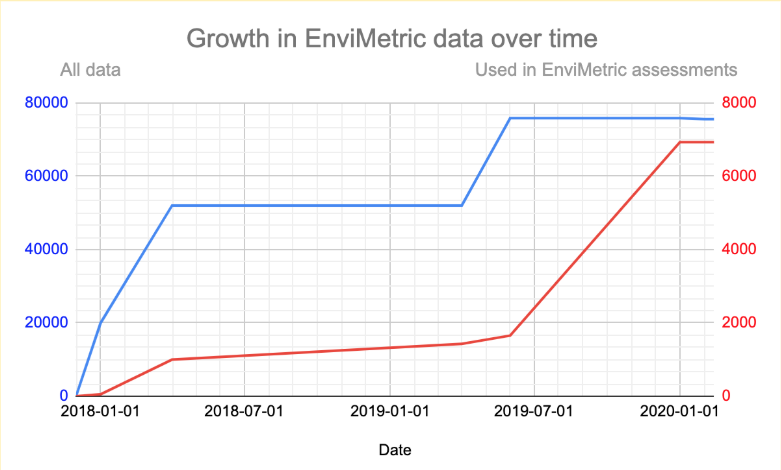 Growth in EnviMetric data over time
All data Used in EnviMetric assessments
80000 8000
60000 6000
40000 4000
20000 2000
0 0
2018-01-01 2018-07-01 2019-01-01 2019-07-01 2020-01-01
Date